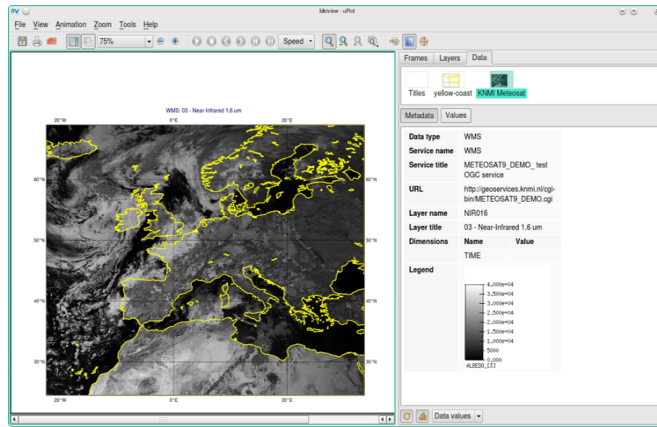 Metview - uPlot
File View Animation Zoom Tools Help
75% Speed
Frames Layers Data
Titles yellow-coast KNMI Meteosat
Metadata Values
WMS: 03 - Near-Infrared 1.6 um
20°W 0°E 20°E
60°N 60°N
50°N 50°N
40°N 40°N
30°N 30°N
20°W 0°E 20°E
Data type WMS
Service name WMS
Service title METEOSAT9_DEMO_ test
OGC service
URL http://geoservices.knmi.nl/cgi-
bin/METEOSAT9_DEMO.cgi
Layer name NIR016
Layer title 03 - Near-Infrared 1.6 um
Dimensions Name Value
TIME
Legend
4.000e+04
3.500e+04
3.000e+04
2.500e+04
2.000e+04
1.500e+04
1.000e+04
5000
0.000
ALBEDO_[%]
Data values